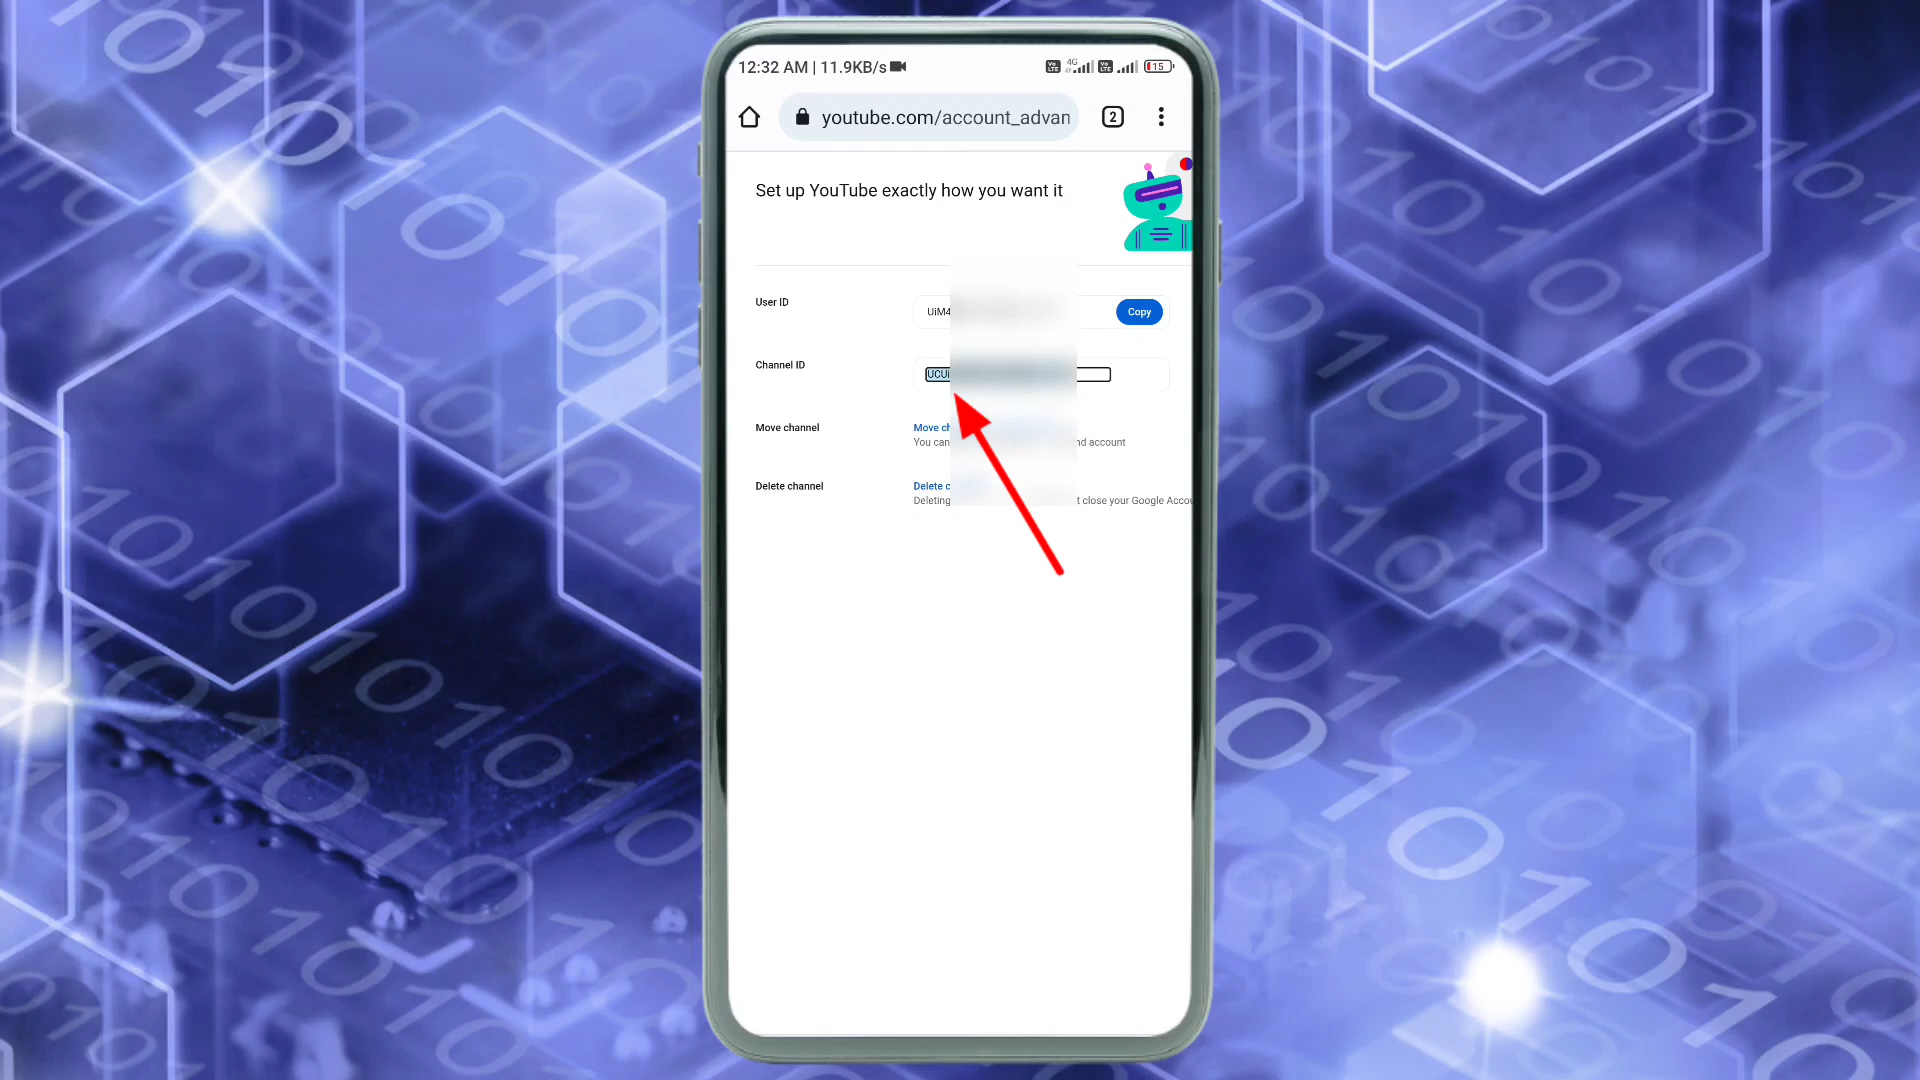 12:32 AM | 11.9KB/s 4G 15
youtube.com/account_advan 2
Set up YouTube exactly how you want it
User ID
UiM4
Copy
Channel ID
UCUi
Move channel
Move ch
You can nd account
Delete channel
Delete c
Deleting t close your Google Accou